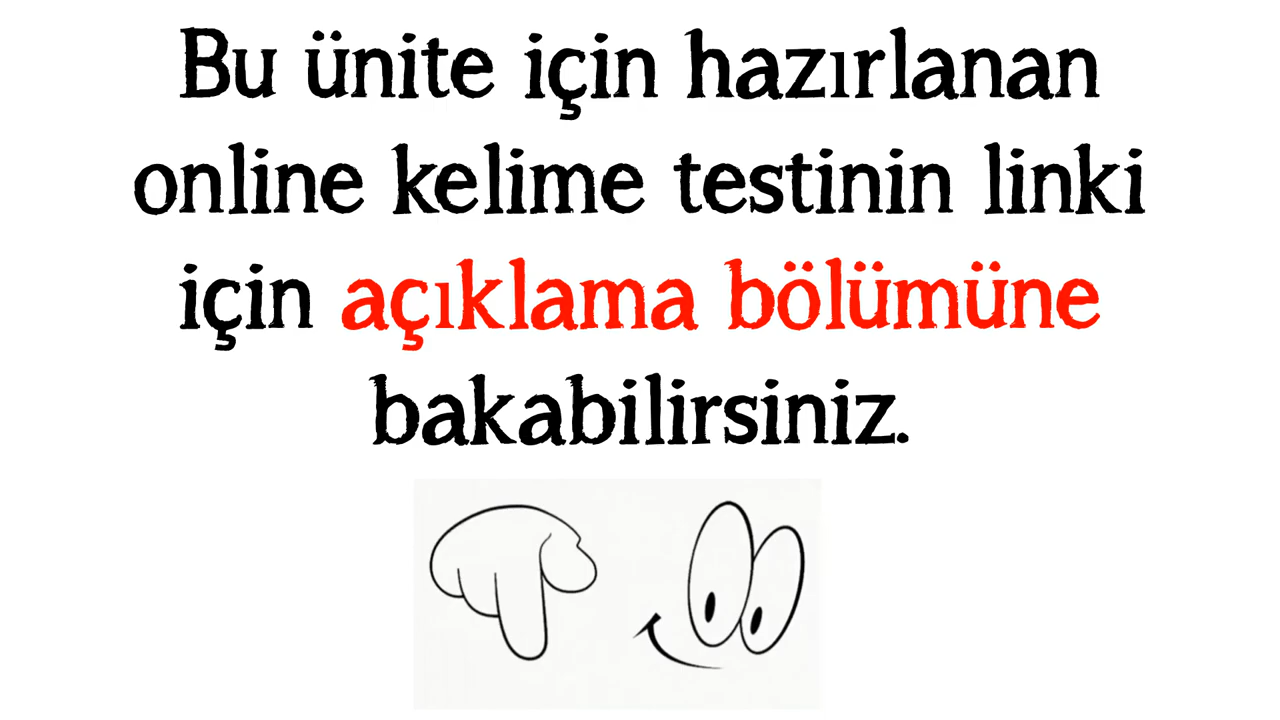 Bu ünite için hazırlanan
online kelime testinin linki
için açıklama bölümüne
bakabilirsiniz.